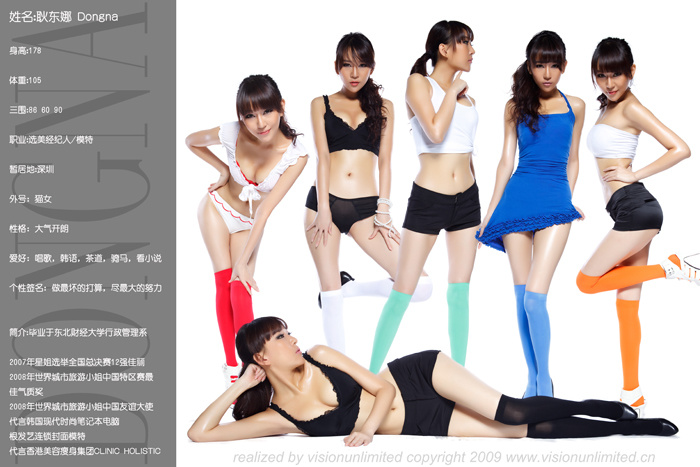 姓名:耿东娜 Dongna
身高:178
体重:105
三围:86 60 90
职业:选美经纪人/模特
暂居地:深圳
外号: 猫女
性格: 大气开朗
爱好: 唱歌, 韩语, 茶道, 骑马, 看小说
个性签名: 做最坏的打算, 尽最大的努力
简介:毕业于东北财经大学行政管理系
2007年星姐选举全国总决赛12强佳丽
2008年世界城市旅游小姐中国特区赛最
佳气质奖
2008年世界城市旅游小姐中国友谊大使
代言韩国现代时尚笔记本电脑
根发艺连锁封面模特
代言香港美容瘦身集团CLINIC HOLISTIC
DONGNA
realized by visionunlimited copyright 2009 www.visionunlimited.cn